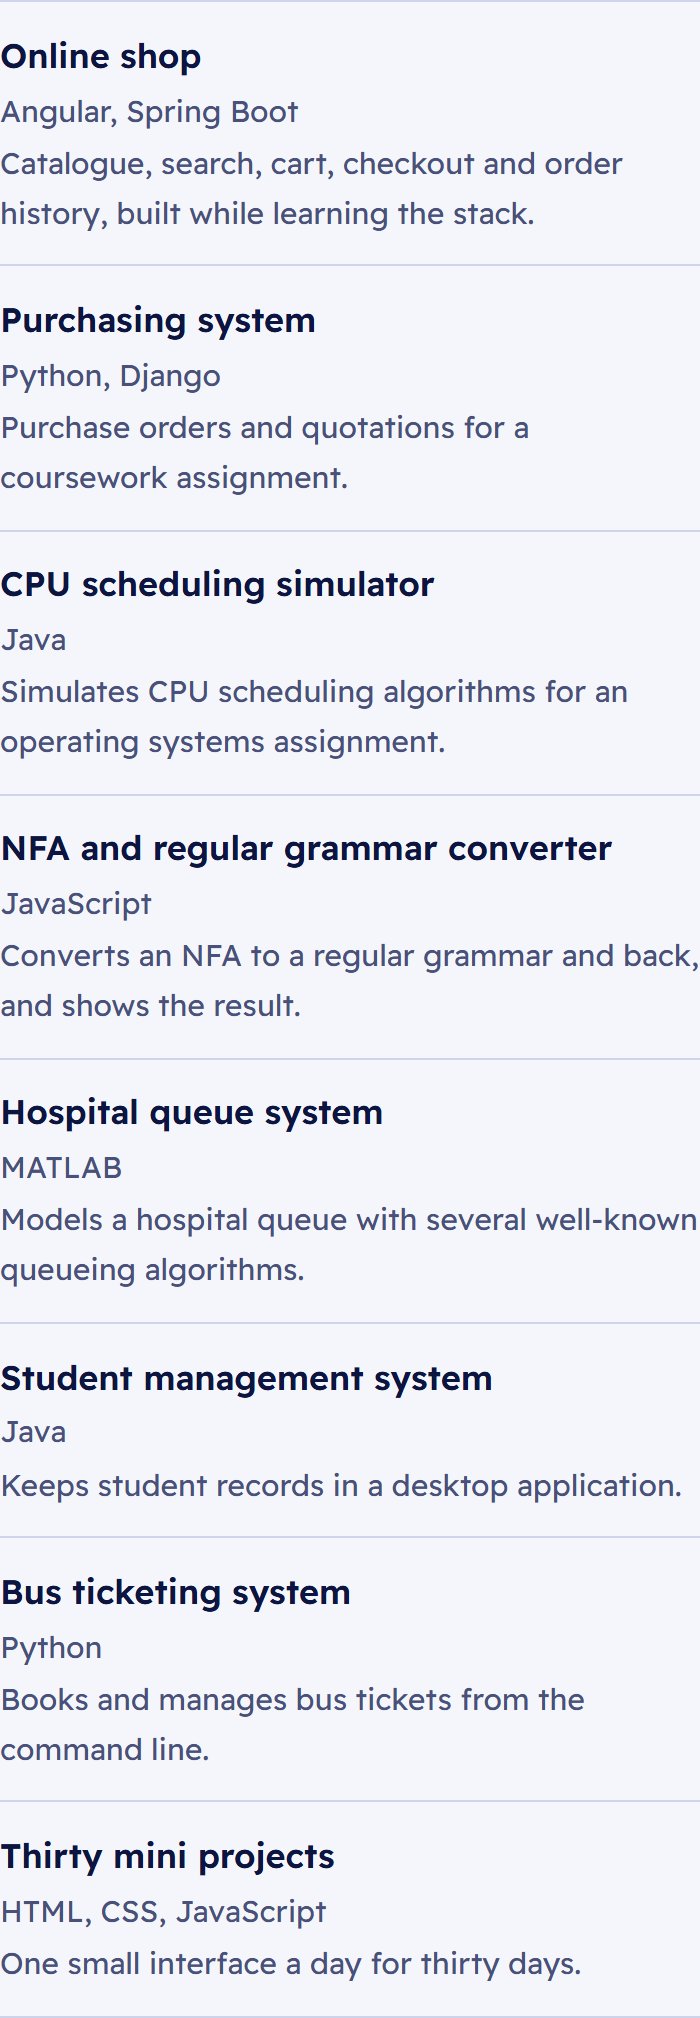 Online shop
Angular, Spring Boot
Catalogue, search, cart, checkout and order
history, built while learning the stack.
Purchasing system
Python, Django
Purchase orders and quotations for a
coursework assignment.
CPU scheduling simulator
Java
Simulates CPU scheduling algorithms for an
operating systems assignment.
NFA and regular grammar converter
JavaScript
Converts an NFA to a regular grammar and back,
and shows the result.
Hospital queue system
MATLAB
Models a hospital queue with several well-known
queueing algorithms.
Student management system
Java
Keeps student records in a desktop application.
Bus ticketing system
Python
Books and manages bus tickets from the
command line.
Thirty mini projects
HTML, CSS, JavaScript
One small interface a day for thirty days.